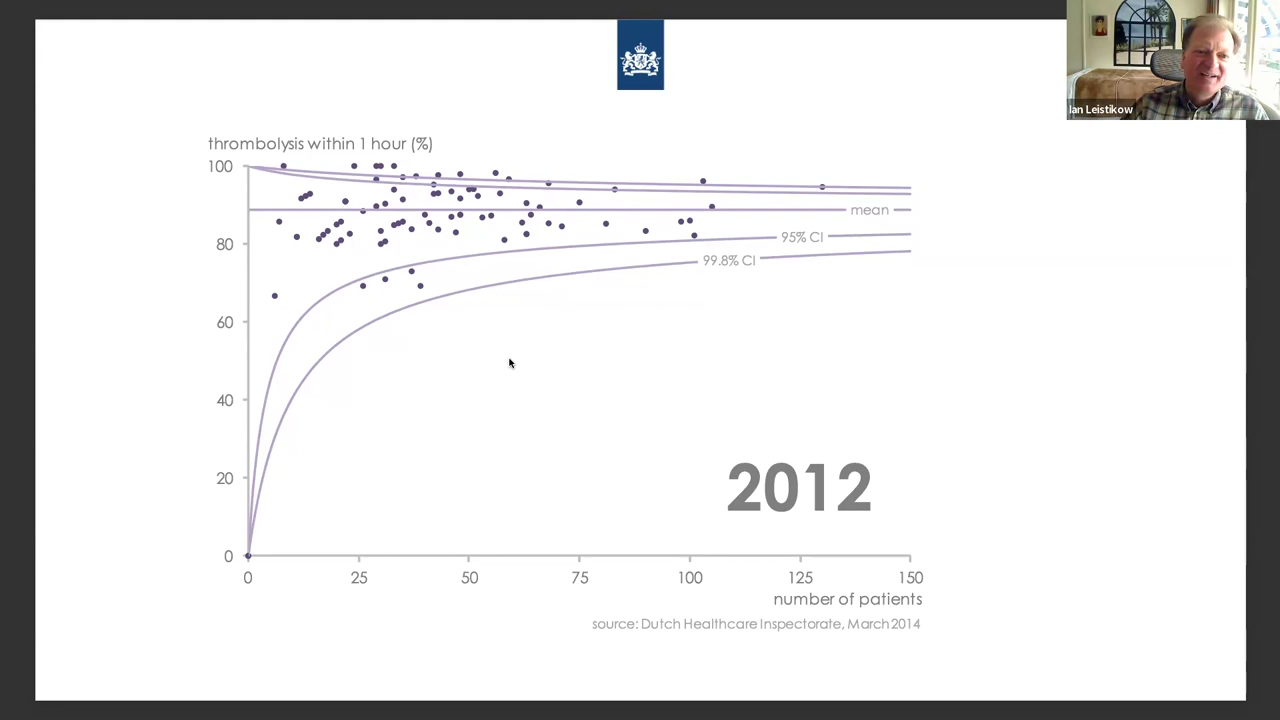 Ian Leistikow
thrombolysis within 1 hour (%)
100
80
60
40
20
0
mean
95% CI
99.8% CI
2012
0 25 50 75 100 125 150
number of patients
source: Dutch Healthcare Inspectorate, March 2014